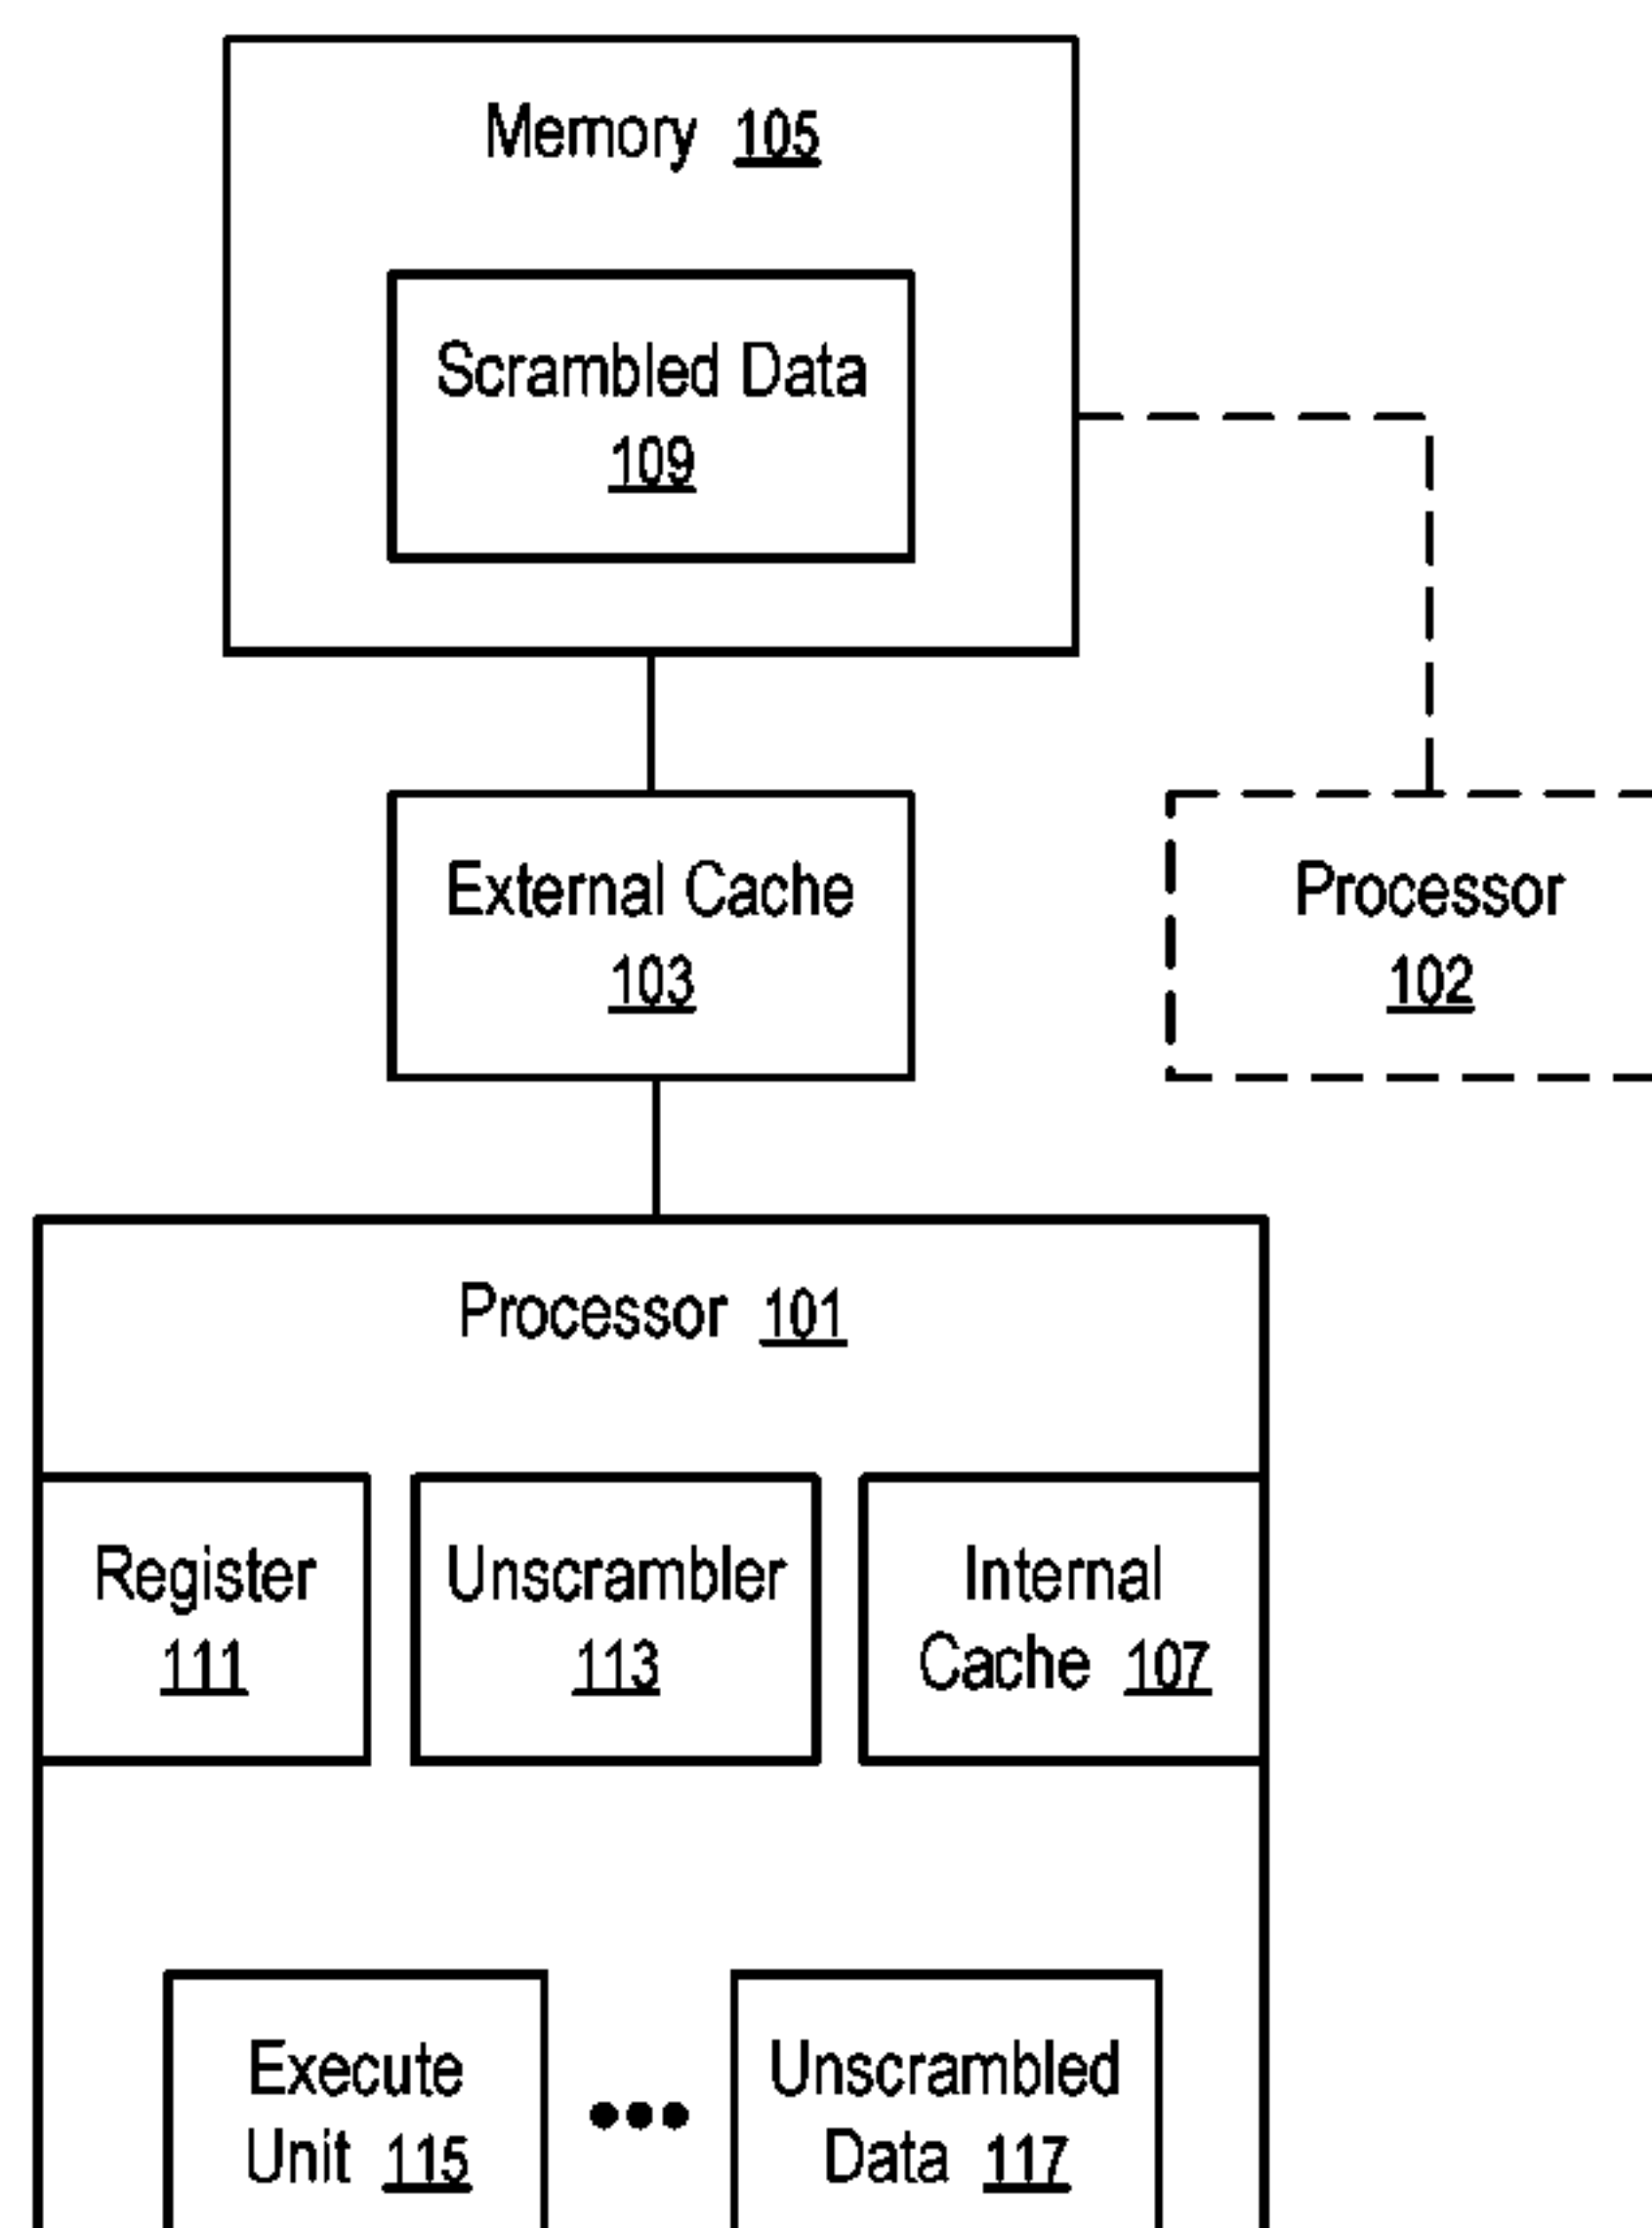 Memory 105
Scrambled Data
109
External Cache
103
Processor
102
Processor 101
Register
111
Unscrambler
113
Internal
Cache 107
Execute
Unit 115
Unscrambled
Data 117